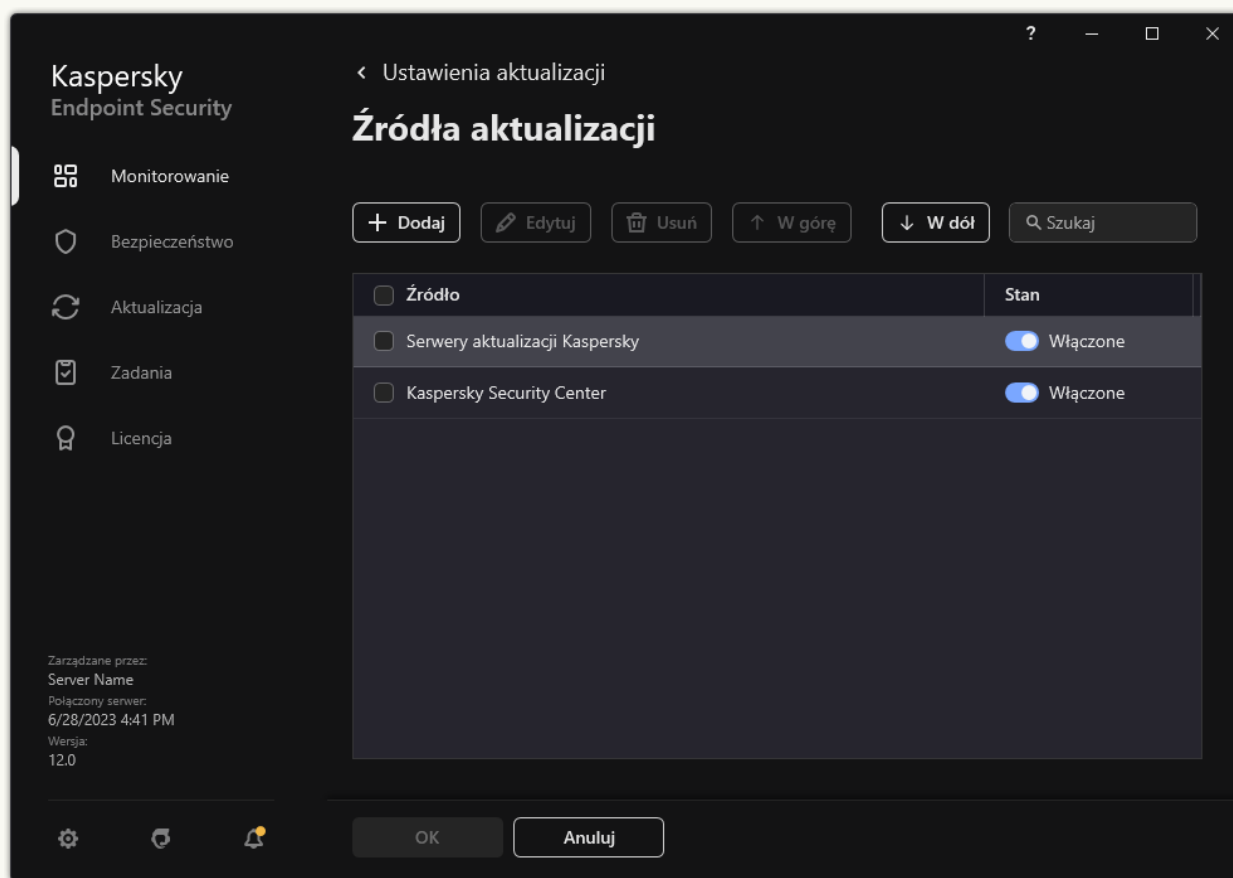 ?
Kaspersky
Endpoint Security
Monitorowanie
Bezpieczeństwo
Aktualizacja
Zadania
Licencja
Zarządzane przez:
Server Name
Połączony serwer:
6/28/2023 4:41 PM
Wersja:
12.0
Ustawienia aktualizacji
Źródła aktualizacji
Dodaj Edytuj Usuń W górę W dół Szukaj
Źródło Stan
Serwery aktualizacji Kaspersky Włączone
Kaspersky Security Center Włączone
OK Anuluj